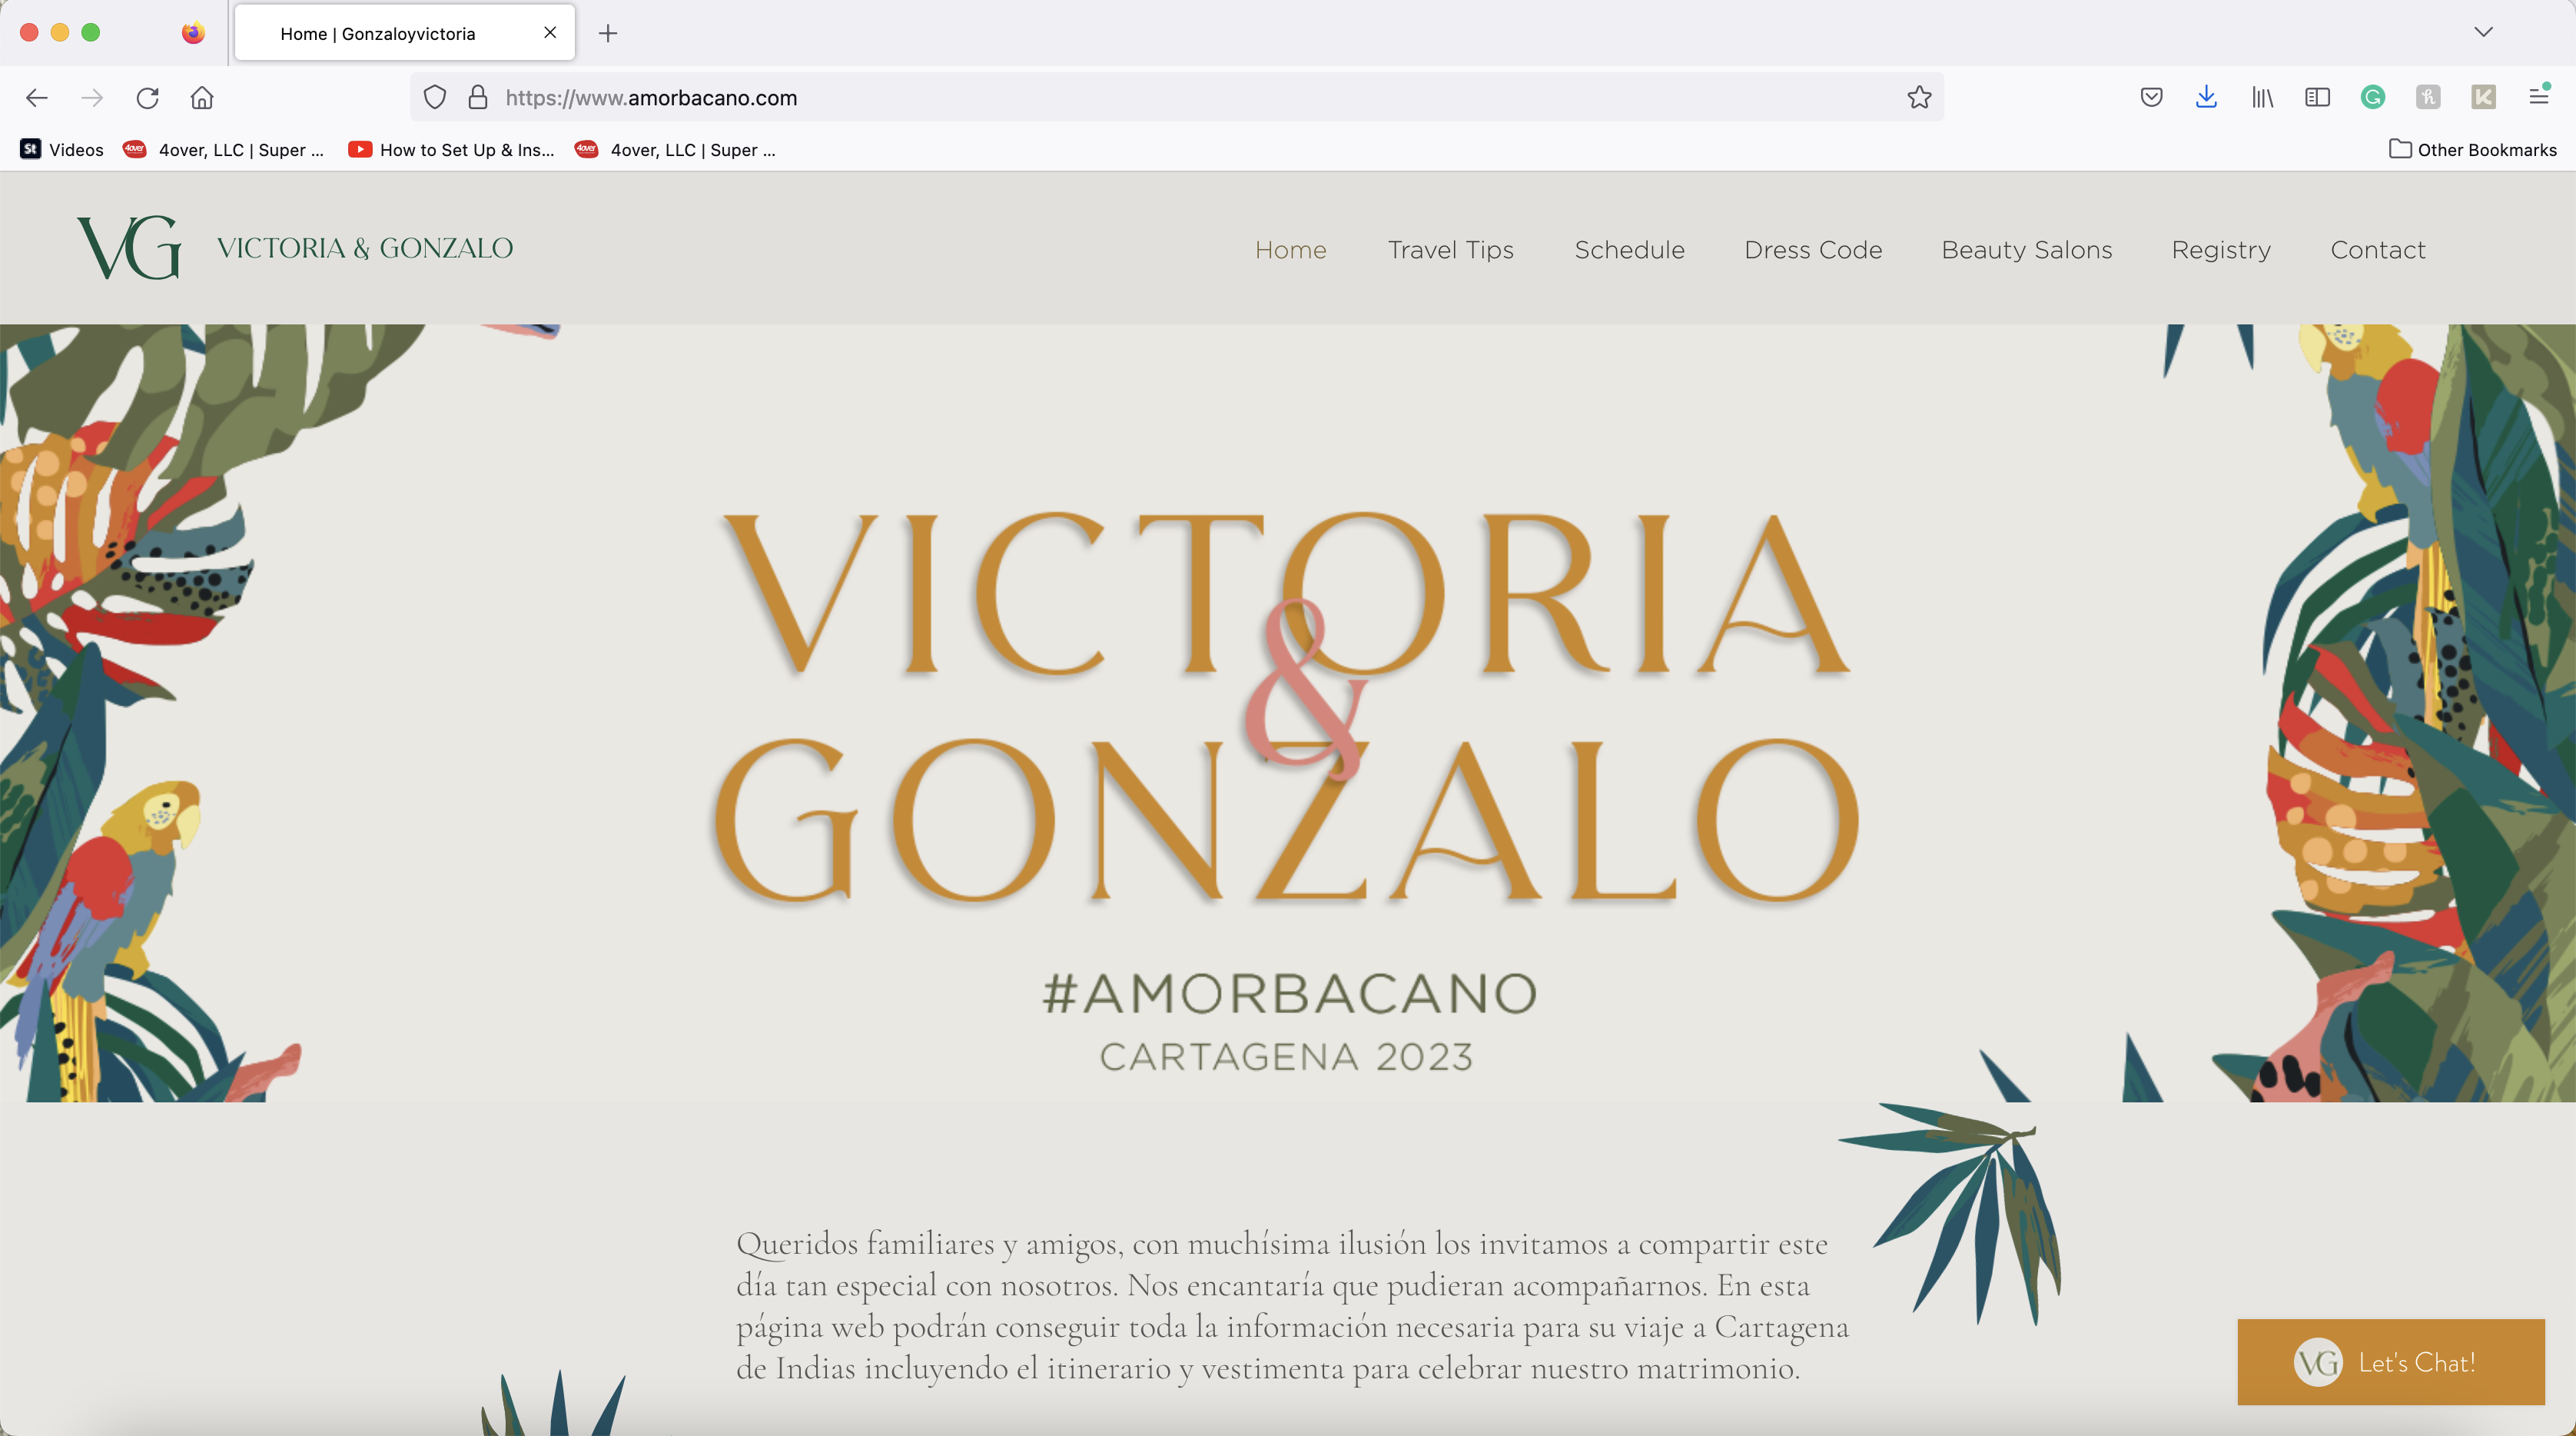 Home | Gonzaloyvictoria
https://www.amorbacano.com
St Videos 4over 4over, LLC | Super ... How to Set Up & Ins... 4over 4over, LLC | Super ... Other Bookmarks
VG VICTORIA & GONZALO Home Travel Tips Schedule Dress Code Beauty Salons Registry Contact
VICTORIA
&
GONZALO
#AMORBACANO
CARTAGENA 2023
Queridos familiares y amigos, con muchísima ilusión los invitamos a compartir este
día tan especial con nosotros. Nos encantaría que pudieran acompañarnos. En esta
página web podrán conseguir toda la información necesaria para su viaje a Cartagena
de Indias incluyendo el itinerario y vestimenta para celebrar nuestro matrimonio.
VG Let's Chat!